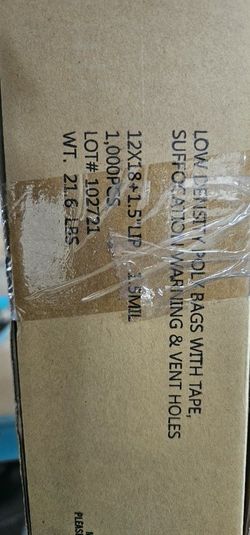 LOW DENSITY POLY BAGS WITH TAPE,
SUFFOCATION WARNING & VENT HOLES
12X18+1.5"LIP 1.5MIL
1,000PCS
LOT# 102721
WT. 21.6 LBS